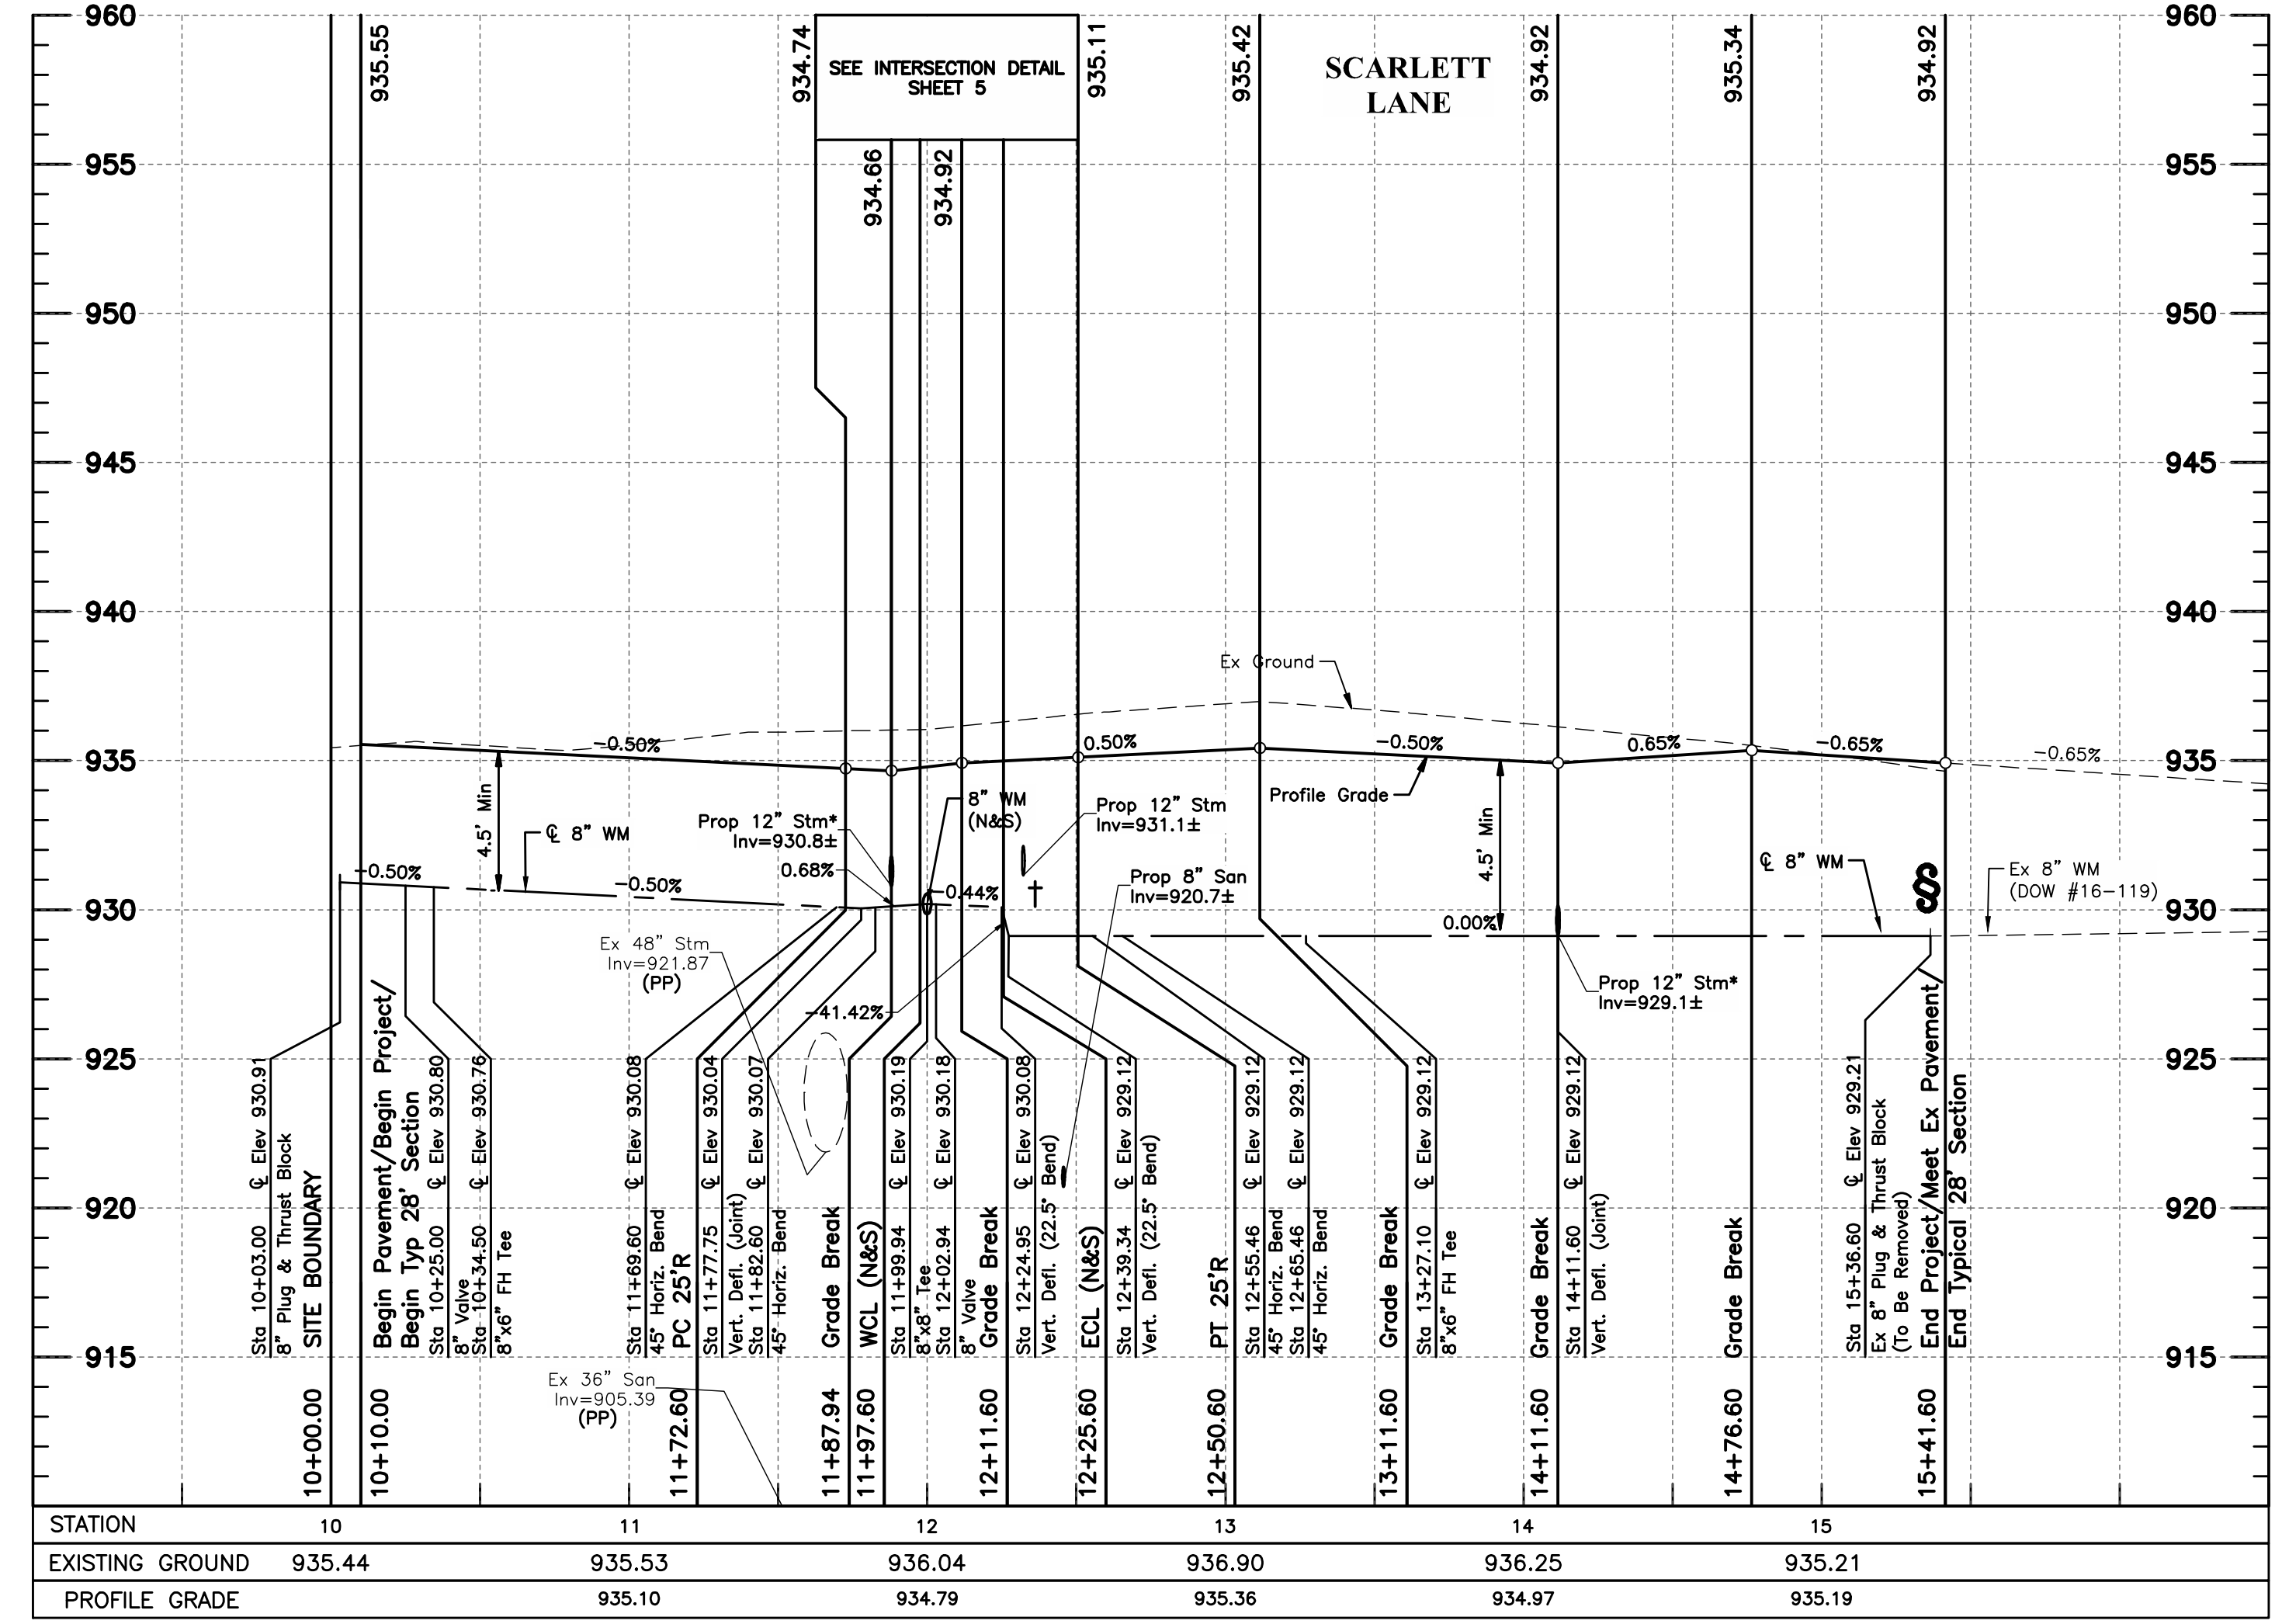 960
960
935.55
934.74
SEE INTERSECTION DETAIL
SHEET 5
935.11
935.42
SCARLETT
LANE
934.92
935.34
934.92
955
934.66
934.92
955
950
950
945
945
940
940
Ex Ground
935
-0.50%
0.50%
-0.50%
0.65%
-0.65%
-0.65%
935
4.5' Min
℄ 8" WM
Prop 12" Stm*
Inv=930.8±
8" WM
(N&S)
Prop 12" Stm
Inv=931.1±
Profile Grade
4.5' Min
℄ 8" WM
§
Ex 8" WM
(DOW #16-119)
-0.50%
-0.50%
0.68%
-0.44%
†
Prop 8" San
Inv=920.7±
930
0.00%
930
Ex 48" Stm
Inv=921.87
(PP)
-41.42%
Prop 12" Stm*
Inv=929.1±
925
925
920
920
915
915
Sta 10+03.00 ℄ Elev 930.91
8" Plug & Thrust Block
SITE BOUNDARY
10+00.00
Begin Pavement/Begin Project/
Begin Typ 28' Section
10+10.00
Sta 10+25.00 ℄ Elev 930.80
8" Valve
Sta 10+34.50 ℄ Elev 930.76
8"x6" FH Tee
Sta 11+69.60 ℄ Elev 930.08
45° Horiz. Bend
PC 25'R
11+72.60
Sta 11+77.75 ℄ Elev 930.04
Vert. Defl. (Joint)
Sta 11+82.60 ℄ Elev 930.07
45° Horiz. Bend
Grade Break
11+87.94
WCL (N&S)
11+97.60
Sta 11+99.94 ℄ Elev 930.19
8"x8" Tee
Sta 12+02.94 ℄ Elev 930.18
8" Valve
Grade Break
12+11.60
Sta 12+24.95 ℄ Elev 930.08
Vert. Defl. (22.5° Bend)
ECL (N&S)
12+25.60
Sta 12+39.34 ℄ Elev 929.12
Vert. Defl. (22.5° Bend)
PT 25'R
12+50.60
Sta 12+55.46 ℄ Elev 929.12
45° Horiz. Bend
Sta 12+65.46 ℄ Elev 929.12
45° Horiz. Bend
Grade Break
13+11.60
Sta 13+27.10 ℄ Elev 929.12
8"x6" FH Tee
Grade Break
14+11.60
Sta 14+11.60 ℄ Elev 929.12
Vert. Defl. (Joint)
Grade Break
14+76.60
Sta 15+36.60 ℄ Elev 929.21
Ex 8" Plug & Thrust Block
(To Be Removed)
End Project/Meet Ex Pavement/
End Typical 28' Section
15+41.60
Ex 36" San
Inv=905.39
(PP)
STATION 10 11 12 13 14 15
EXISTING GROUND 935.44 935.53 936.04 936.90 936.25 935.21
PROFILE GRADE 935.10 934.79 935.36 934.97 935.19